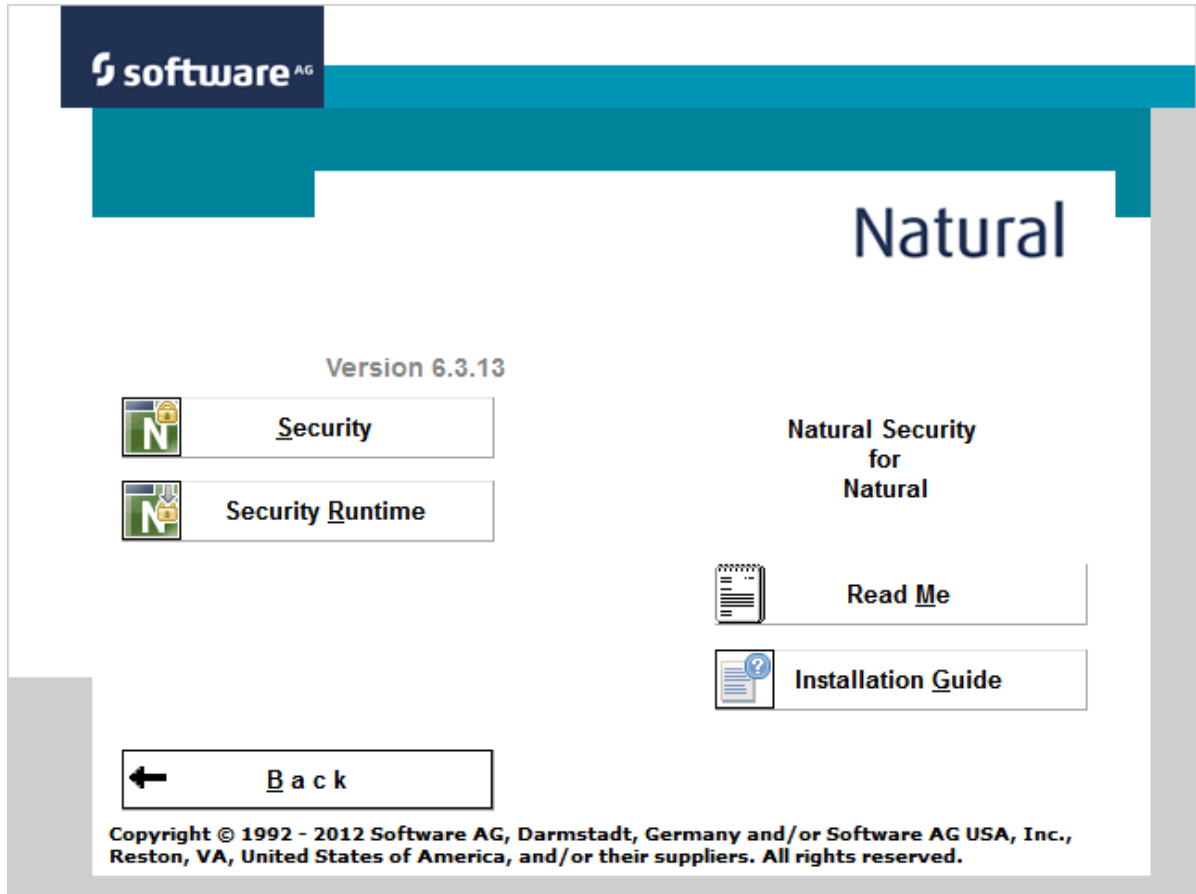 software AG
Natural
Version 6.3.13
Security
Security Runtime
Natural Security
for
Natural
Read Me
Installation Guide
Back
Copyright © 1992 - 2012 Software AG, Darmstadt, Germany and/or Software AG USA, Inc.,
Reston, VA, United States of America, and/or their suppliers. All rights reserved.